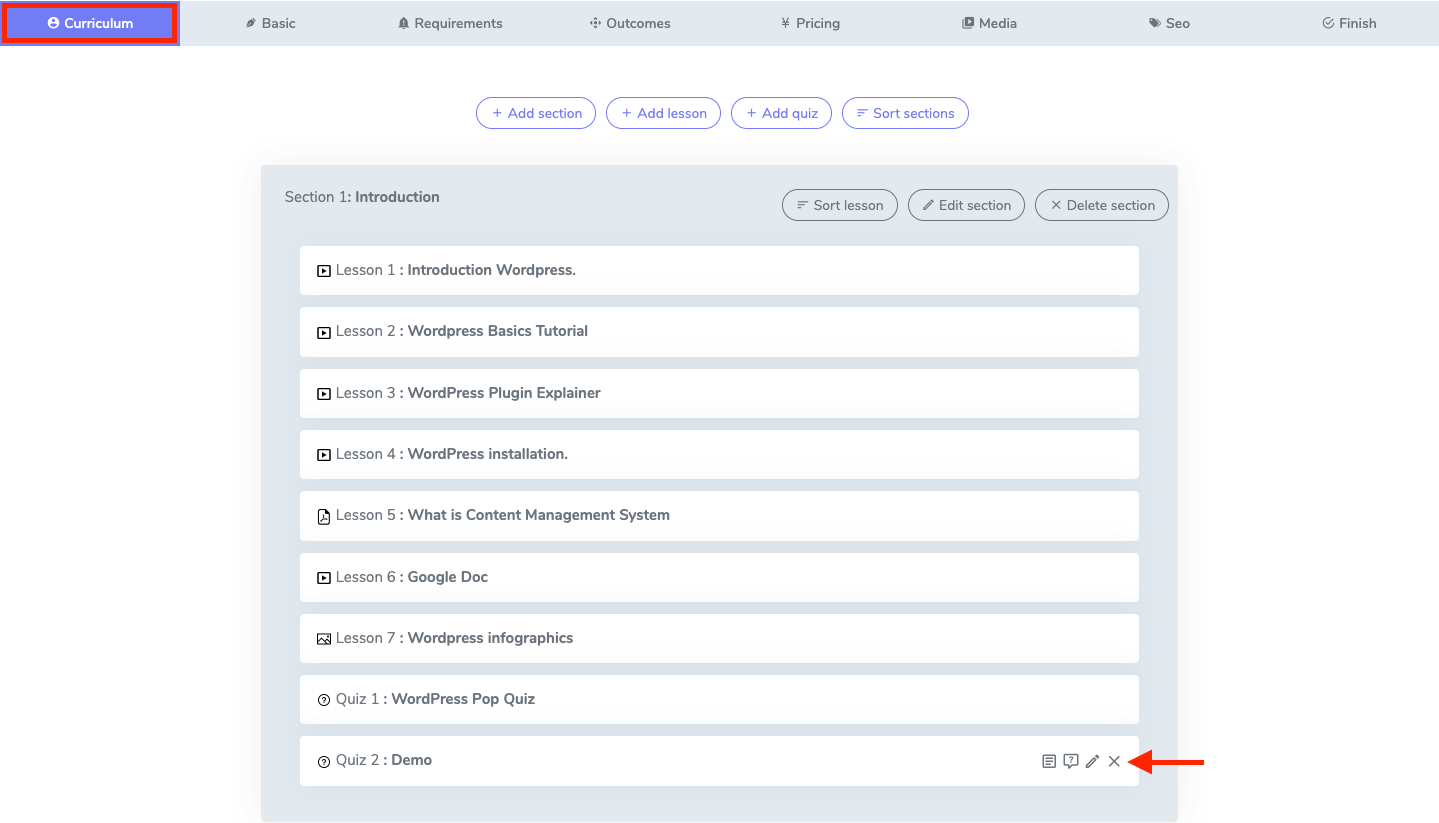 Curriculum Basic Requirements Outcomes ¥ Pricing Media Seo Finish
+ Add section + Add lesson + Add quiz Sort sections
Section 1: Introduction
Sort lesson Edit section × Delete section
Lesson 1 : Introduction Wordpress.
Lesson 2 : Wordpress Basics Tutorial
Lesson 3 : WordPress Plugin Explainer
Lesson 4 : WordPress installation.
Lesson 5 : What is Content Management System
Lesson 6 : Google Doc
Lesson 7 : Wordpress infographics
Quiz 1 : WordPress Pop Quiz
Quiz 2 : Demo